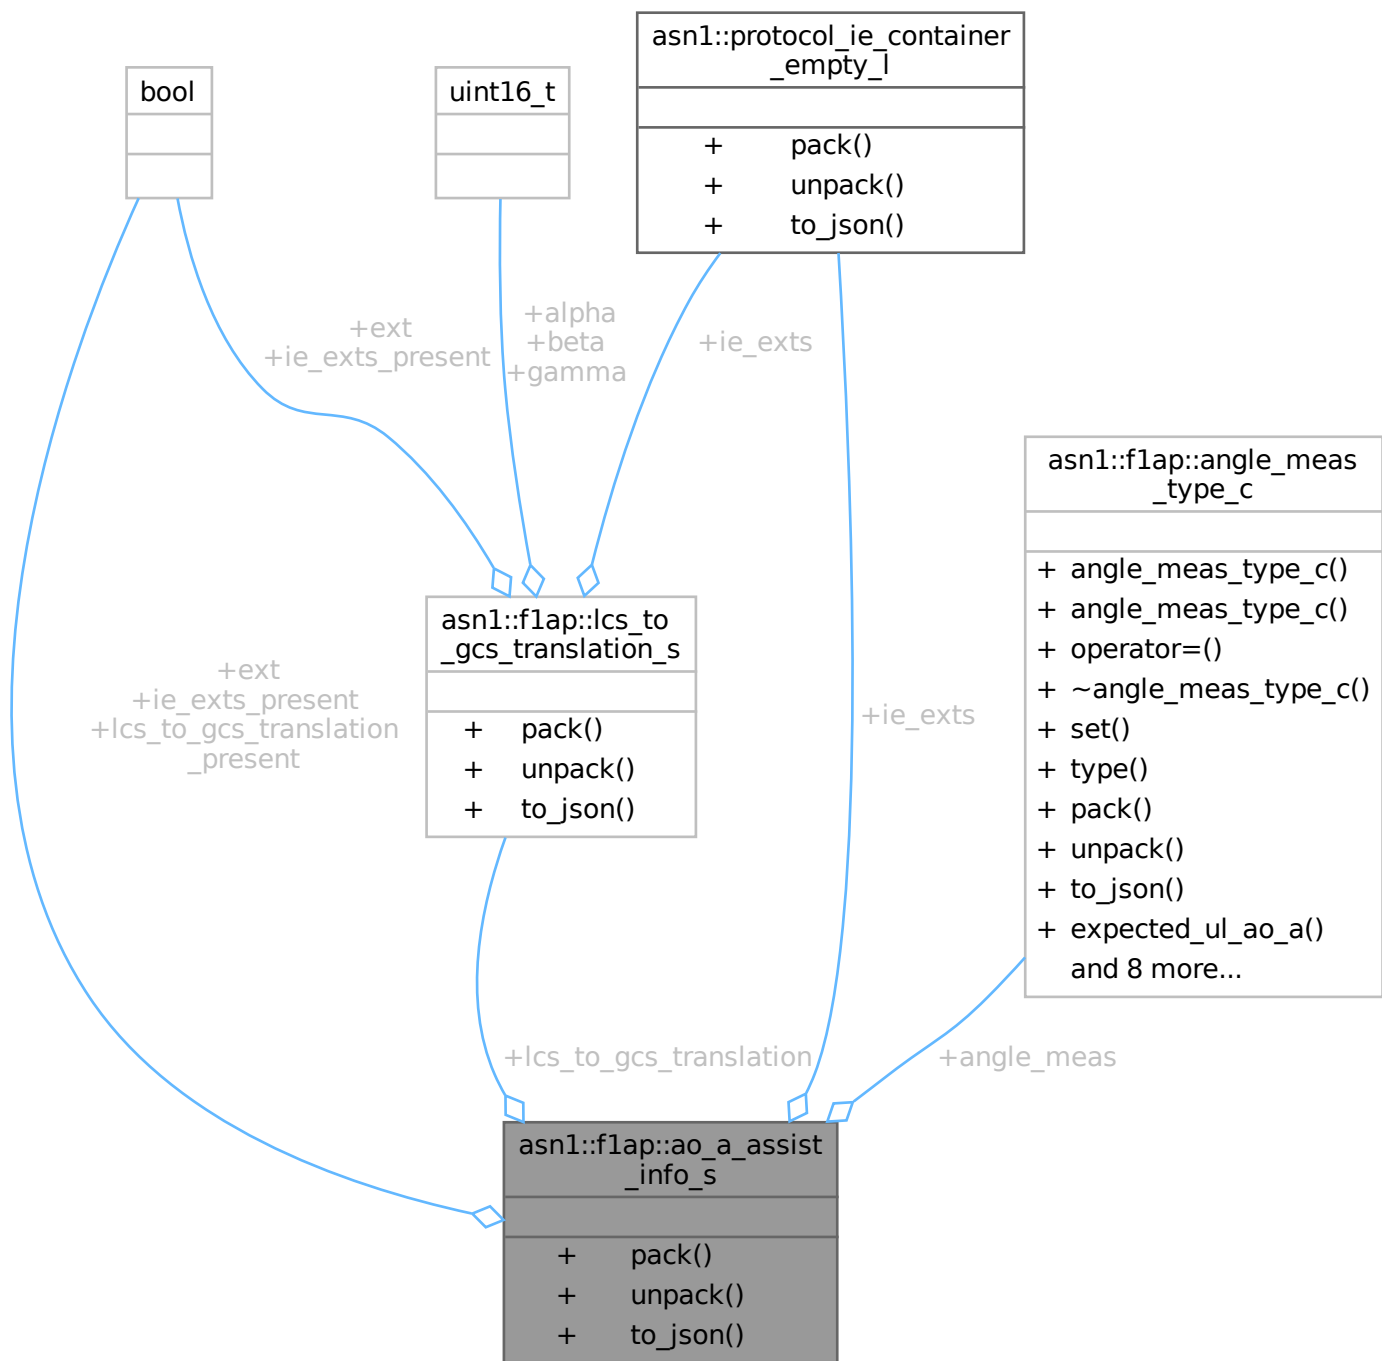 asn1::protocol_ie_container
_empty_l
+ pack()
+ unpack()
+ to_json()
bool
uint16_t
+ext
+ie_exts_present
+alpha
+beta
+gamma
+ie_exts
asn1::f1ap::angle_meas
_type_c
+ angle_meas_type_c()
+ angle_meas_type_c()
+ operator=()
+ ~angle_meas_type_c()
+ set()
+ type()
+ pack()
+ unpack()
+ to_json()
+ expected_ul_ao_a()
and 8 more...
asn1::f1ap::lcs_to
_gcs_translation_s
+ pack()
+ unpack()
+ to_json()
+ext
+ie_exts_present
+lcs_to_gcs_translation
_present
+ie_exts
+lcs_to_gcs_translation
+angle_meas
asn1::f1ap::ao_a_assist
_info_s
+ pack()
+ unpack()
+ to_json()